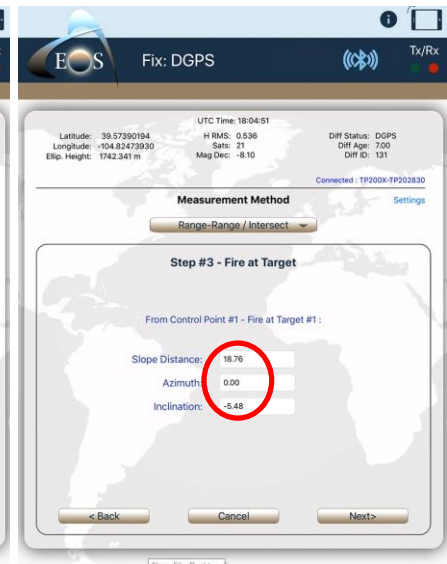 EOS Fix: DGPS Tx/Rx
UTC Time: 18:04:51
Latitude: 39.57390194 H RMS: 0.536 Diff Status: DGPS
Longitude: -104.82473930 Sats: 21 Diff Age: 7.00
Ellip. Height: 1742.341 m Mag Dec: -8.10 Diff ID: 131
Connected : TP200X-TP202830
Measurement Method Settings
Range-Range / Intersect
Step #3 - Fire at Target
From Control Point #1 - Fire at Target #1 :
Slope Distance: 18.76
Azimuth: 0.00
Inclination: -5.48
< Back Cancel Next>